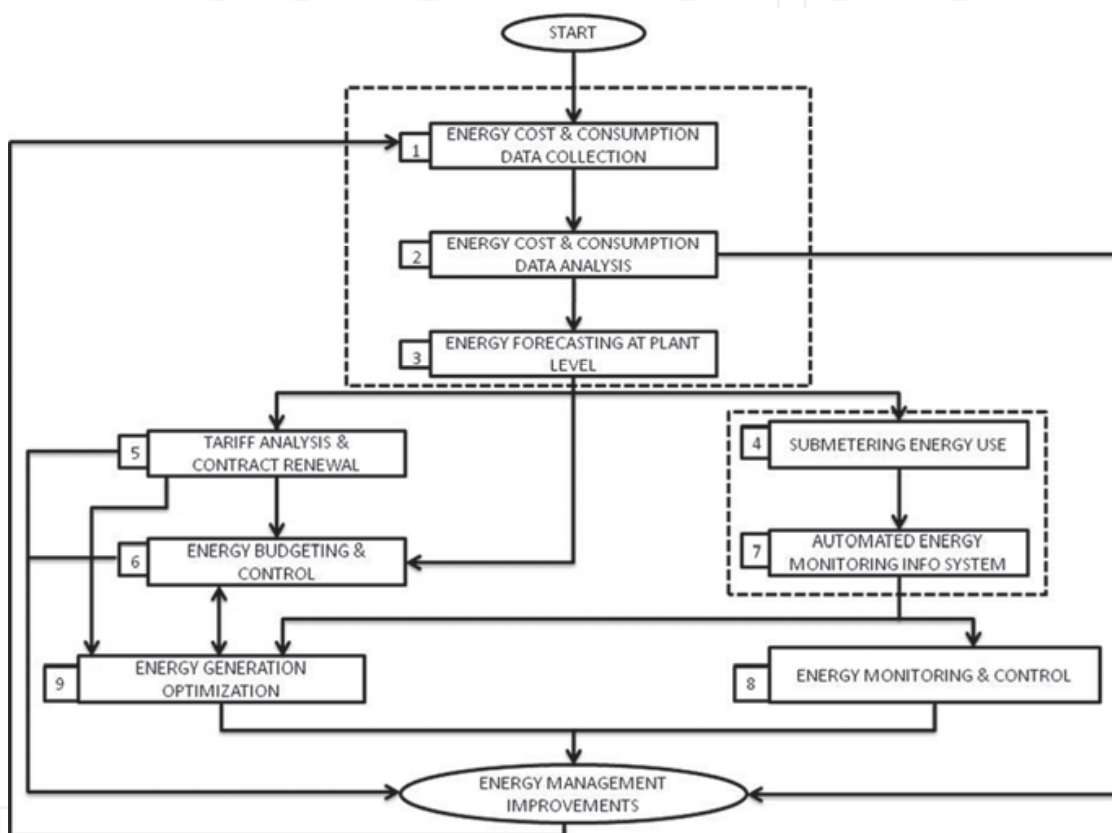 START
1
ENERGY COST & CONSUMPTION
DATA COLLECTION
2
ENERGY COST & CONSUMPTION
DATA ANALYSIS
3
ENERGY FORECASTING AT PLANT
LEVEL
5
TARIFF ANALYSIS &
CONTRACT RENEWAL
4
SUBMETERING ENERGY USE
6
ENERGY BUDGETING &
CONTROL
7
AUTOMATED ENERGY
MONITORING INFO SYSTEM
9
ENERGY GENERATION
OPTIMIZATION
8
ENERGY MONITORING & CONTROL
ENERGY MANAGEMENT
IMPROVEMENTS